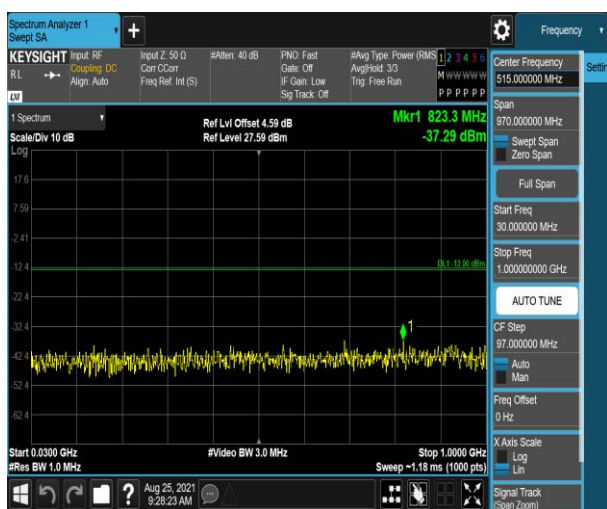 Spectrum Analyzer 1
Swept SA
Frequency
KEYSIGHT
RL
LXI
Input: RF
Coupling: DC
Align: Auto
Input Z: 50 Ω
Corr CCorr
Freq Ref: Int (S)
#Atten: 40 dB
PNO: Fast
Gate: Off
IF Gain: Low
Sig Track: Off
#Avg Type: Power (RMS
Avg|Hold: 3/3
Trig: Free Run
1 2 3 4 5 6
M W W W W W
P P P P P P
1 Spectrum
Scale/Div 10 dB
Log
Ref Lvl Offset 4.59 dB
Ref Level 27.59 dBm
Mkr1 823.3 MHz
-37.29 dBm
17.6
7.59
-2.41
-12.4
-22.4
-32.4
-42.4
-52.4
-62.4
DL1 -13.00 dBm
1
Start 0.0300 GHz
#Res BW 1.0 MHz
#Video BW 3.0 MHz
Stop 1.0000 GHz
Sweep ~1.18 ms (1000 pts)
Center Frequency
515.000000 MHz
Settin
Span
970.000000 MHz
Swept Span
Zero Span
Full Span
Start Freq
30.000000 MHz
Stop Freq
1.000000000 GHz
AUTO TUNE
CF Step
97.000000 MHz
Auto
Man
Freq Offset
0 Hz
X Axis Scale
Log
Lin
Signal Track
(Span Zoom)
?
Aug 25, 2021
9:28:23 AM